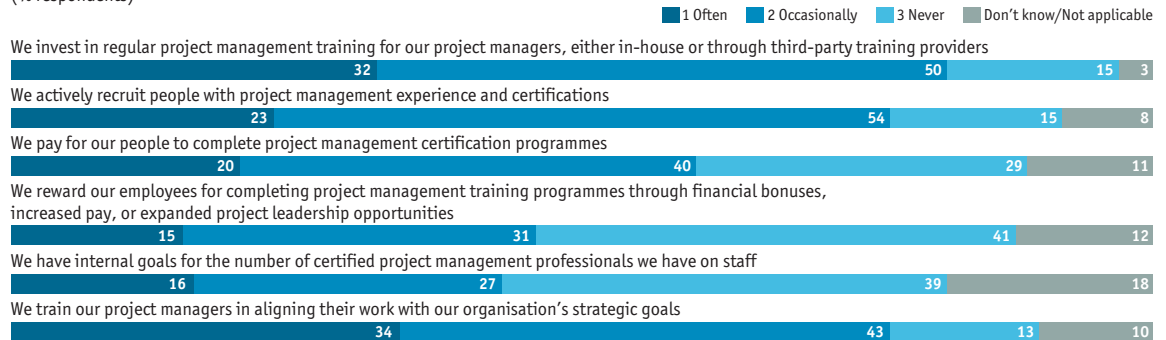 (% respondents)
1 Often 2 Occasionally 3 Never Don't know/Not applicable
We invest in regular project management training for our project managers, either in-house or through third-party training providers
32 50 15 3
We actively recruit people with project management experience and certifications
23 54 15 8
We pay for our people to complete project management certification programmes
20 40 29 11
We reward our employees for completing project management training programmes through financial bonuses,
increased pay, or expanded project leadership opportunities
15 31 41 12
We have internal goals for the number of certified project management professionals we have on staff
16 27 39 18
We train our project managers in aligning their work with our organisation's strategic goals
34 43 13 10